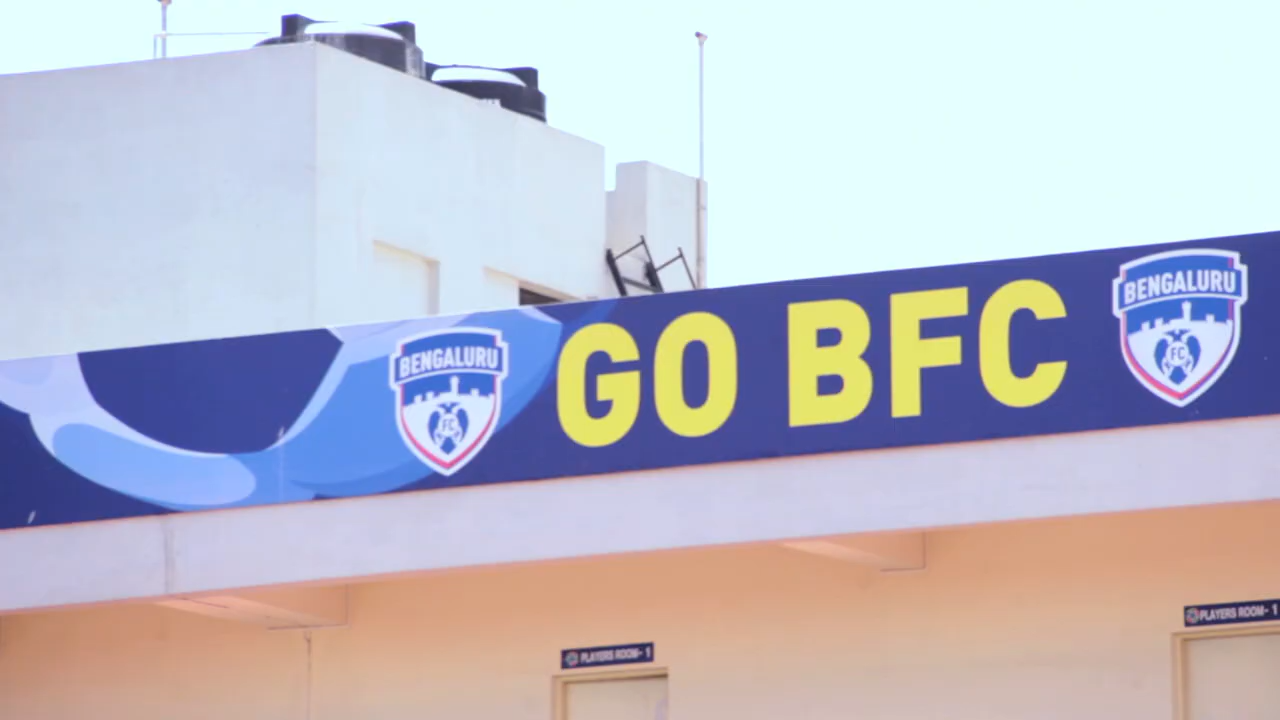 BENGALURU
FC
GO BFC
BENGALURU
FC
PLAYERS ROOM- 1
PLAYERS ROOM- 1